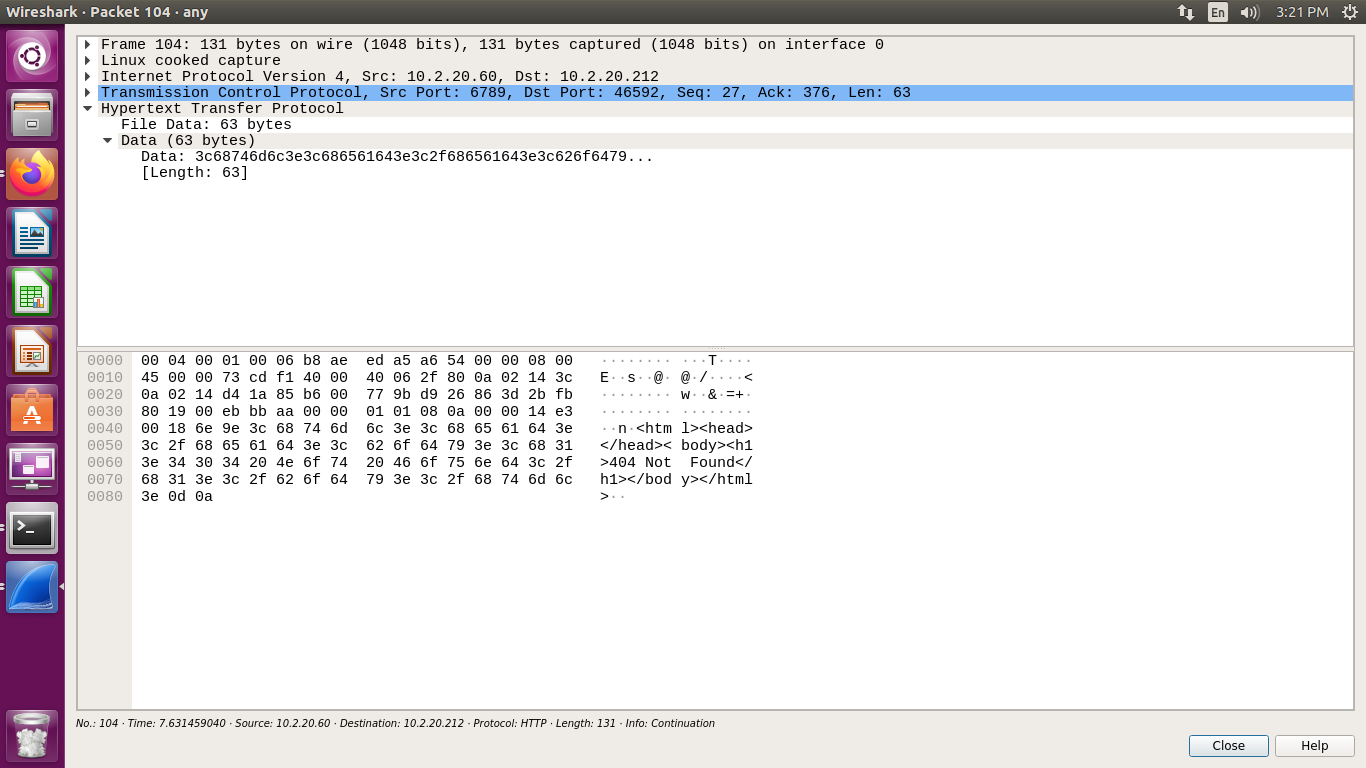 Wireshark · Packet 104 · any
En
3:21 PM
Frame 104: 131 bytes on wire (1048 bits), 131 bytes captured (1048 bits) on interface 0
Linux cooked capture
Internet Protocol Version 4, Src: 10.2.20.60, Dst: 10.2.20.212
Transmission Control Protocol, Src Port: 6789, Dst Port: 46592, Seq: 27, Ack: 376, Len: 63
Hypertext Transfer Protocol
File Data: 63 bytes
Data (63 bytes)
Data: 3c68746d6c3e3c686561643e3c2f686561643e3c626f6479...
[Length: 63]
0000 00 04 00 01 00 06 b8 ae ed a5 a6 54 00 00 08 00 ········ ···T····
0010 45 00 00 73 cd f1 40 00 40 06 2f 80 0a 02 14 3c E··s··@· @·/····<
0020 0a 02 14 d4 1a 85 b6 00 77 9b d9 26 86 3d 2b fb ········ w··&·=+·
0030 80 19 00 eb bb aa 00 00 01 01 08 0a 00 00 14 e3 ········ ········
0040 00 18 6e 9e 3c 68 74 6d 6c 3e 3c 68 65 61 64 3e ··n·<htm l><head>
0050 3c 2f 68 65 61 64 3e 3c 62 6f 64 79 3e 3c 68 31 </head>< body><h1
0060 3e 34 30 34 20 4e 6f 74 20 46 6f 75 6e 64 3c 2f >404 Not  Found</
0070 68 31 3e 3c 2f 62 6f 64 79 3e 3c 2f 68 74 6d 6c h1></bod y></html
0080 3e 0d 0a >··
No.: 104 · Time: 7.631459040 · Source: 10.2.20.60 · Destination: 10.2.20.212 · Protocol: HTTP · Length: 131 · Info: Continuation
Close
Help